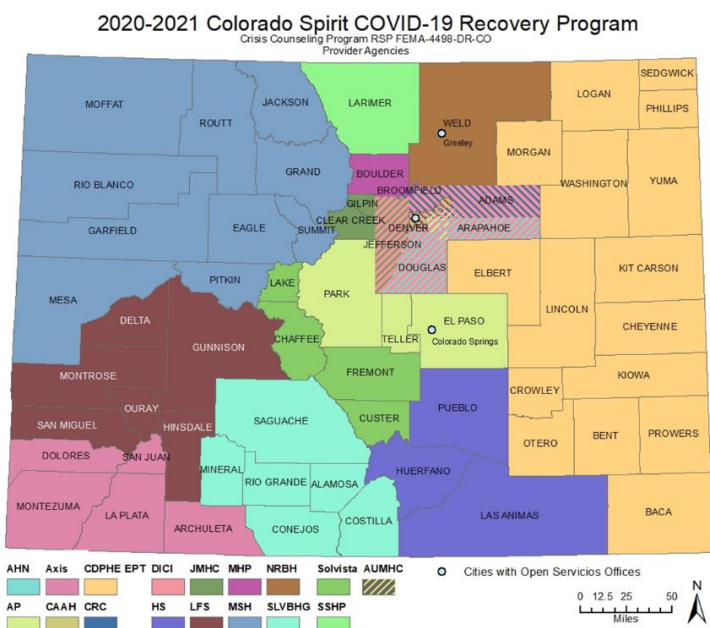 2020-2021 Colorado Spirit COVID-19 Recovery Program
Crisis Counseling Program RSP FEMA-4498-DR-CO
Provider Agencies
MOFFAT
ROUTT
JACKSON
LARIMER
WELD
Greeley
LOGAN
SEDGWICK
PHILLIPS
MORGAN
WASHINGTON
YUMA
RIO BLANCO
GRAND
BOULDER
BROOMFIELD
ADAMS
GILPIN
CLEAR CREEK
DENVER
ARAPAHOE
JEFFERSON
GARFIELD
EAGLE
SUMMIT
DOUGLAS
ELBERT
KIT CARSON
PITKIN
LAKE
PARK
MESA
DELTA
GUNNISON
CHAFFEE
TELLER
EL PASO
Colorado Springs
LINCOLN
CHEYENNE
MONTROSE
FREMONT
KIOWA
OURAY
CROWLEY
SAN MIGUEL
HINSDALE
SAGUACHE
CUSTER
PUEBLO
OTERO
BENT
PROWERS
DOLORES
SAN JUAN
MINERAL
RIO GRANDE
ALAMOSA
HUERFANO
MONTEZUMA
LA PLATA
ARCHULETA
CONEJOS
COSTILLA
LAS ANIMAS
BACA
AHN Axis CDPHE EPT DICI JMHC MHP NRBH Solvista AUMHC
AP CAAH CRC HS LFS MSH SLVBHG SSHP
Cities with Open Servicios Offices
0 12.5 25 50
Miles
N